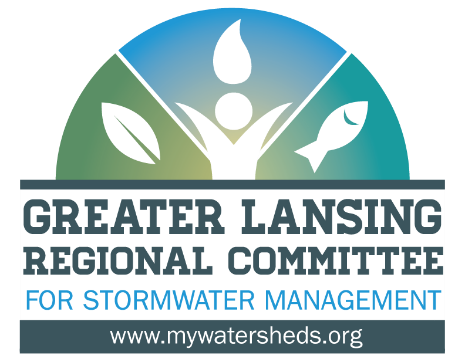 GREATER LANSING
REGIONAL COMMITTEE
FOR STORMWATER MANAGEMENT
www.mywatersheds.org